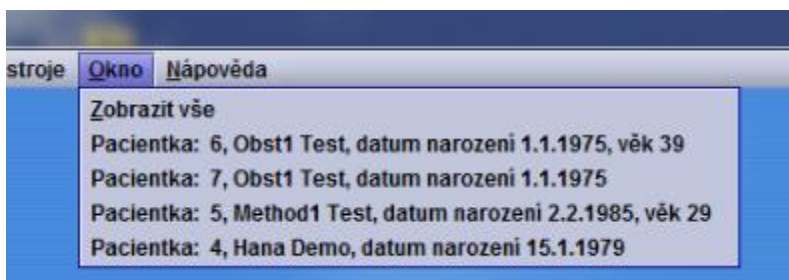 stroje Okno Nápověda
Zobrazit vše
Pacientka: 6, Obst1 Test, datum narození 1.1.1975, věk 39
Pacientka: 7, Obst1 Test, datum narození 1.1.1975
Pacientka: 5, Method1 Test, datum narození 2.2.1985, věk 29
Pacientka: 4, Hana Demo, datum narození 15.1.1979